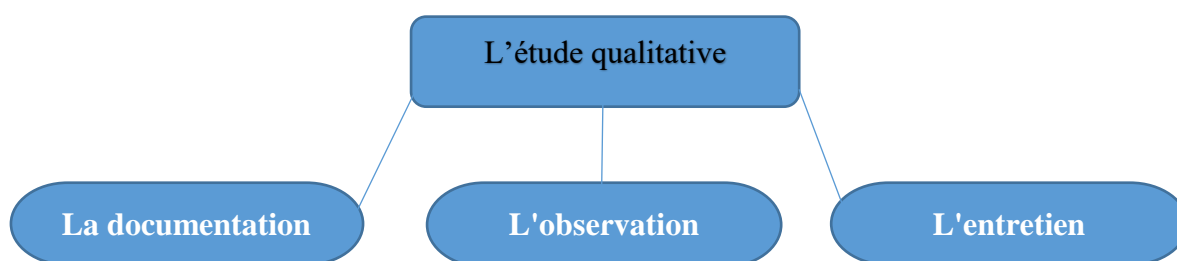 L’étude qualitative
La documentation
L'observation
L'entretien